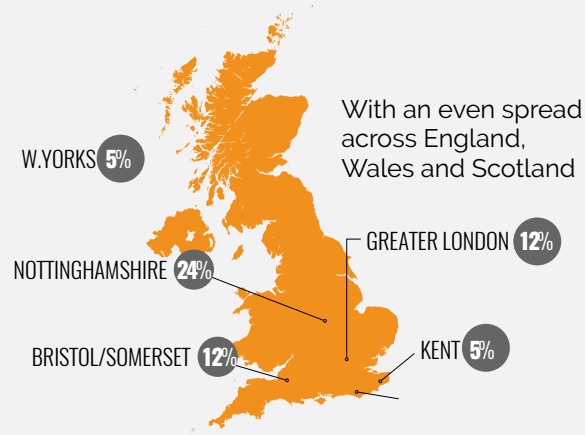 With an even spread
across England,
Wales and Scotland
W.YORKS 5%
GREATER LONDON 12%
NOTTINGHAMSHIRE 24%
BRISTOL/SOMERSET 12%
KENT 5%